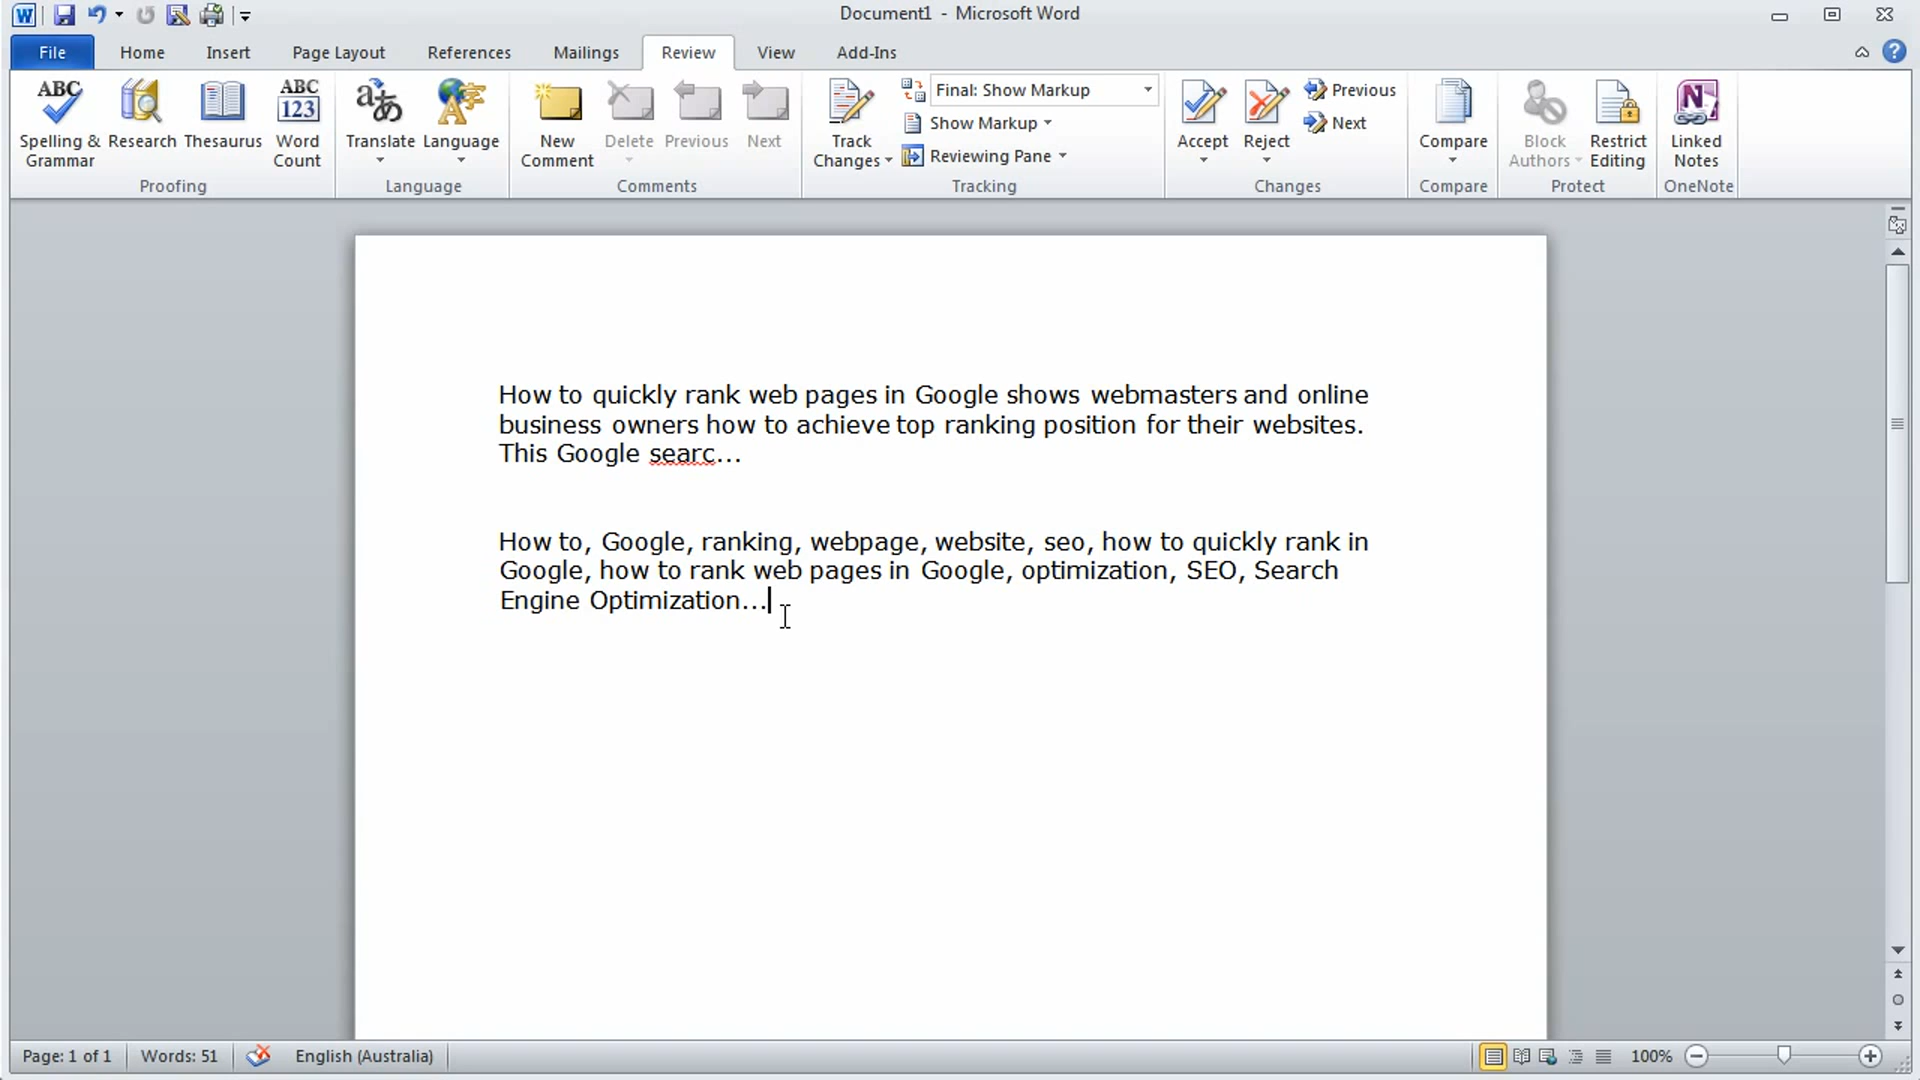 Document1 - Microsoft Word
File Home Insert Page Layout References Mailings Review View Add-Ins
ABC
Spelling &
Grammar
Research
Thesaurus
ABC
123
Word
Count
Proofing
Translate
Language
Language
New
Comment
Delete
Previous
Next
Comments
Track
Changes
Final: Show Markup
Show Markup
Reviewing Pane
Tracking
Accept
Reject
Previous
Next
Changes
Compare
Compare
Block
Authors
Restrict
Editing
Protect
Linked
Notes
OneNote
How to quickly rank web pages in Google shows webmasters and online
business owners how to achieve top ranking position for their websites.
This Google searc...
How to, Google, ranking, webpage, website, seo, how to quickly rank in
Google, how to rank web pages in Google, optimization, SEO, Search
Engine Optimization...
Page: 1 of 1 Words: 51 English (Australia) 100%